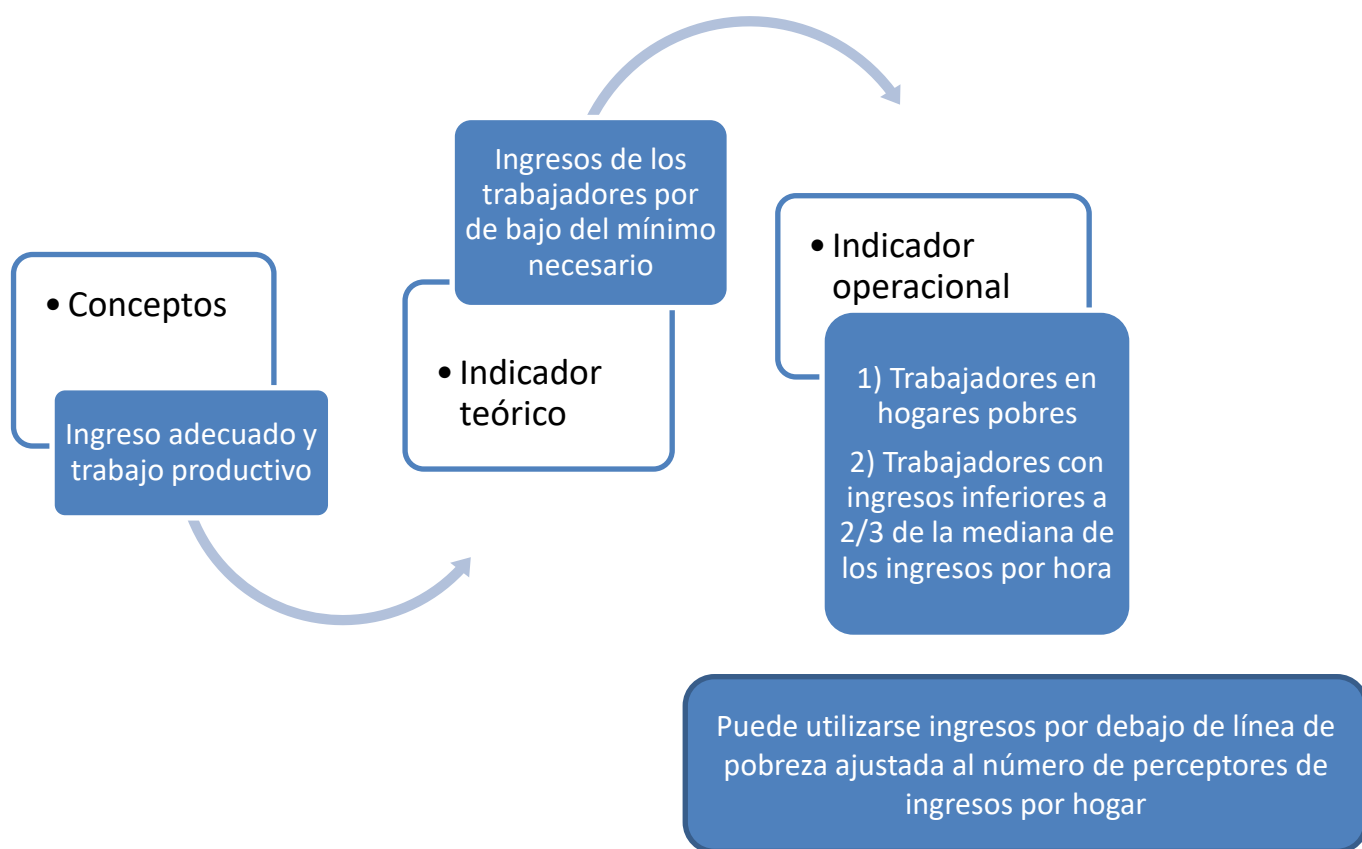 • Conceptos
Ingreso adecuado y
trabajo productivo
Ingresos de los
trabajadores por
de bajo del mínimo
necesario
• Indicador
teórico
• Indicador
operacional
1) Trabajadores en
hogares pobres
2) Trabajadores con
ingresos inferiores a
2/3 de la mediana de
los ingresos por hora
Puede utilizarse ingresos por debajo de línea de
pobreza ajustada al número de perceptores de
ingresos por hogar